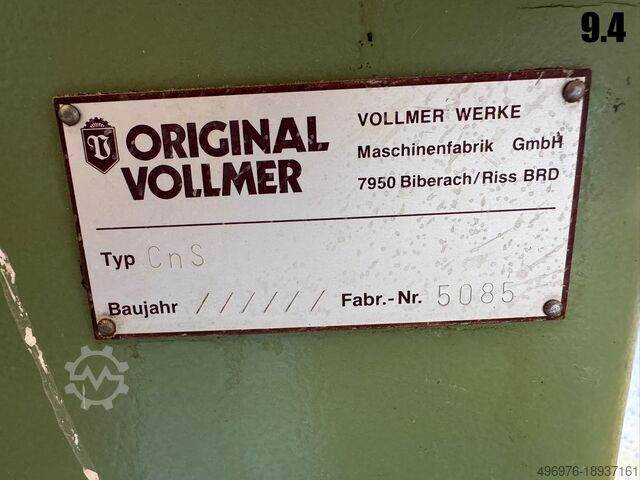 9.4
ORIGINAL
VOLLMER
VOLLMER WERKE
Maschinenfabrik GmbH
7950 Biberach/Riss BRD
Typ CnS
Baujahr ////// Fabr.-Nr. 5085
496976-18937161